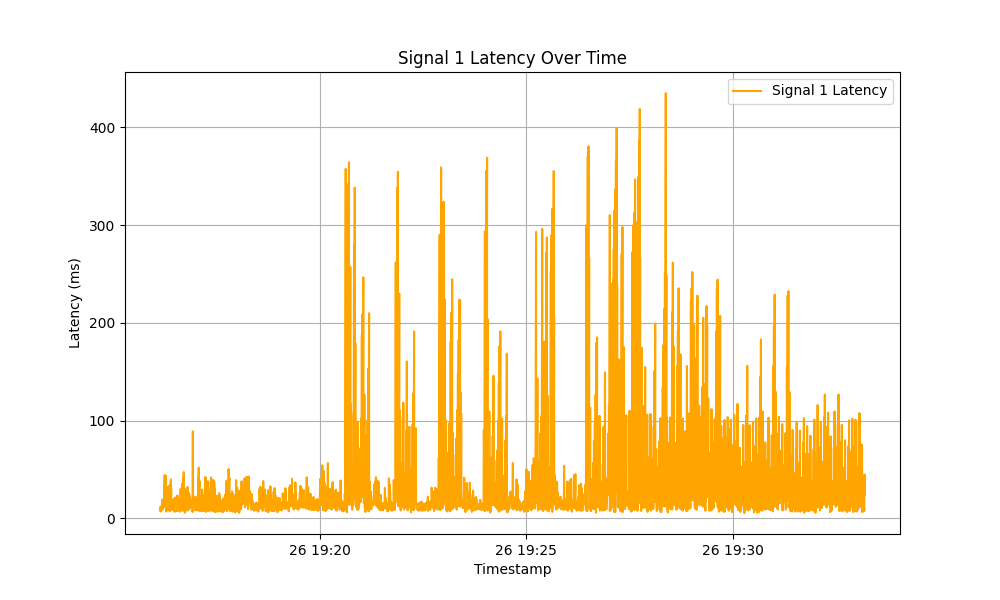 Signal 1 Latency Over Time
Signal 1 Latency
Latency (ms)
400
300
200
100
0
26 19:20
26 19:25
26 19:30
Timestamp